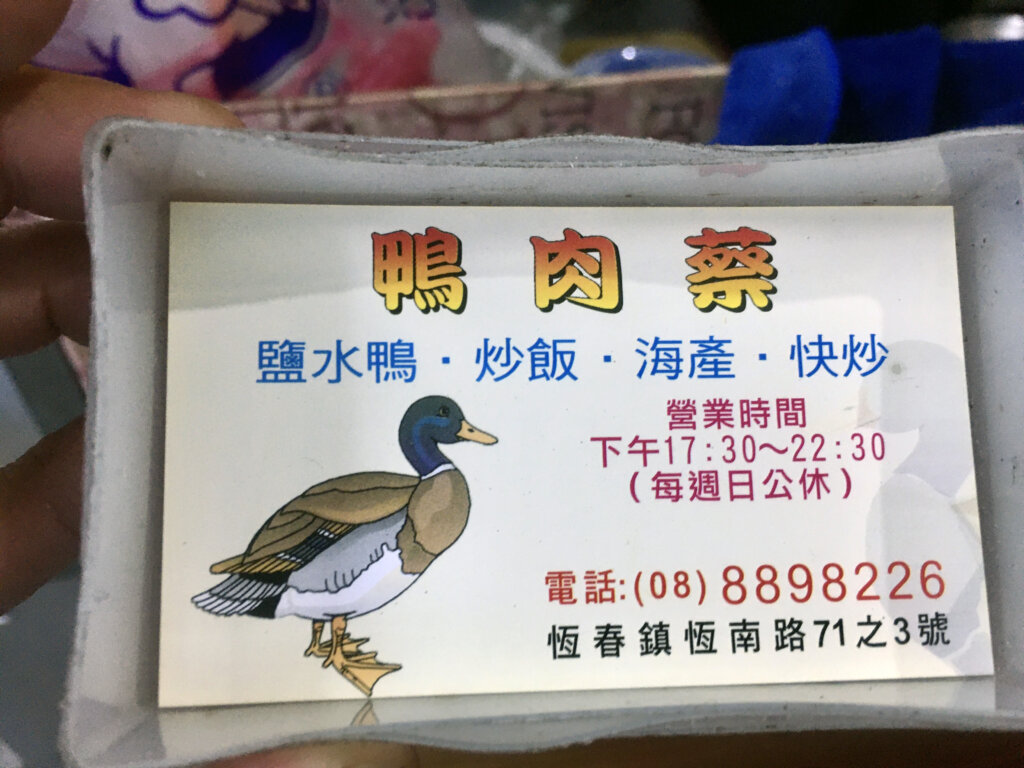 鴨肉蔡
鹽水鴨·炒飯·海產·快炒
營業時間
下午17:30～22:30
(每週日公休)
電話:(08)8898226
恆春鎮恆南路71之3號